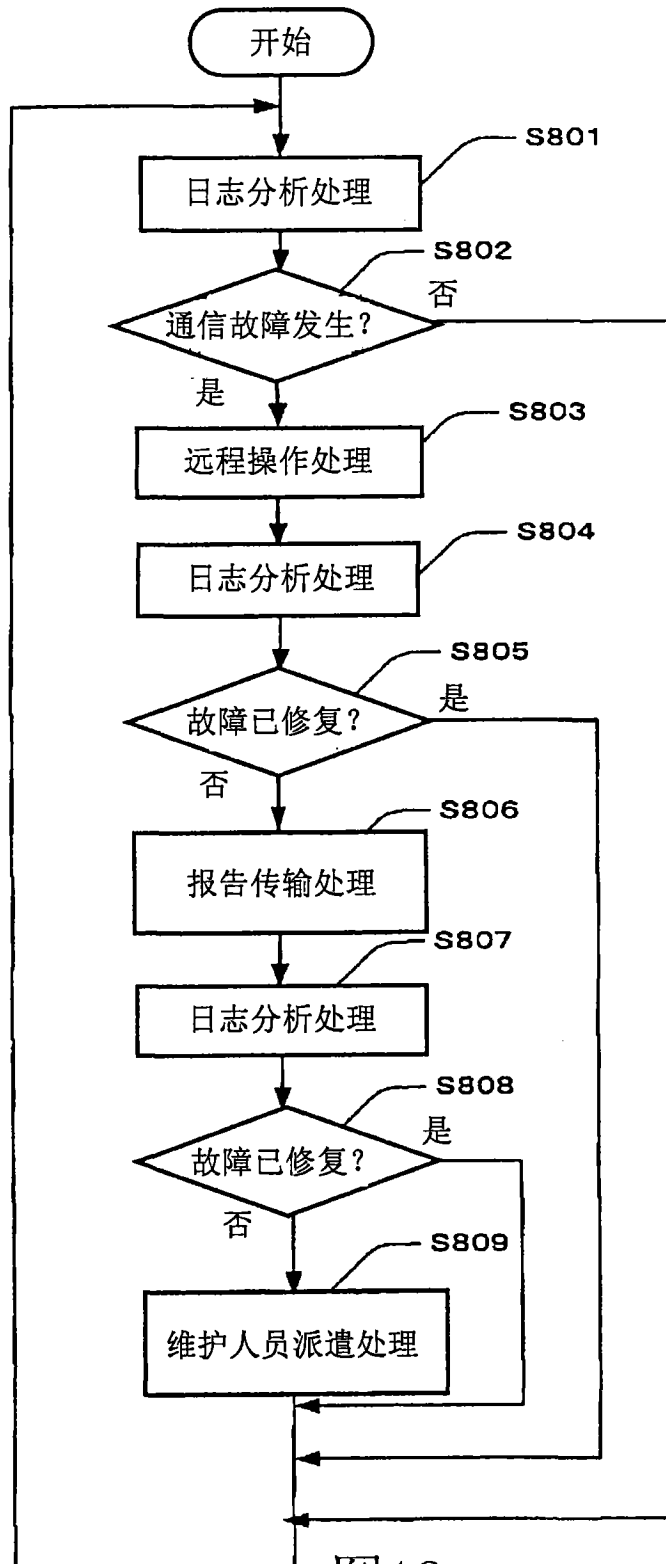 开始
S801
日志分析处理
S802
通信故障发生？
否
是
S803
远程操作处理
S804
日志分析处理
S805
故障已修复？
是
否
S806
报告传输处理
S807
日志分析处理
S808
故障已修复？
是
否
S809
维护人员派遣处理